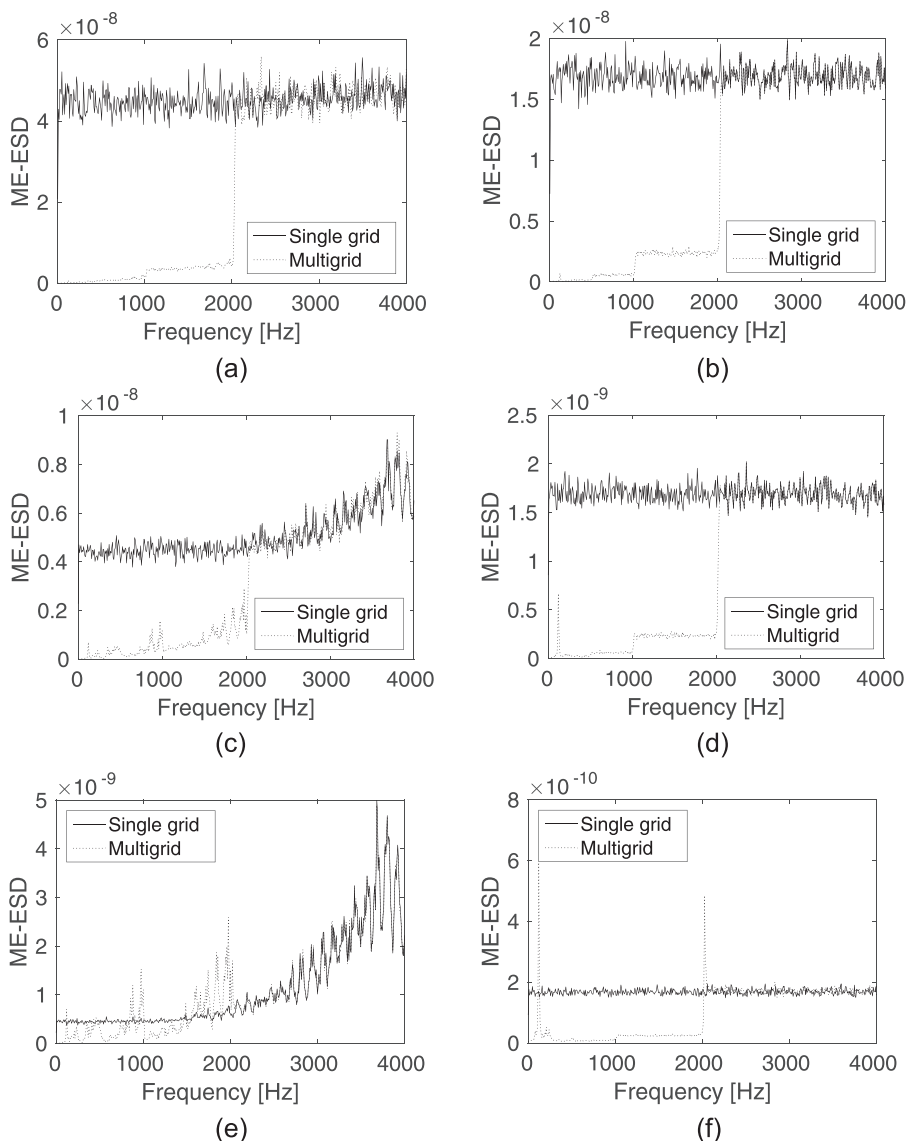 ×10 -8
6
4
2
0
ME-ESD
Single grid
Multigrid
0 1000 2000 3000 4000
Frequency [Hz]
(a)
×10 -8
2
1.5
1
0.5
0
ME-ESD
Single grid
Multigrid
0 1000 2000 3000 4000
Frequency [Hz]
(b)
×10 -8
1
0.8
0.6
0.4
0.2
0
ME-ESD
Single grid
Multigrid
0 1000 2000 3000 4000
Frequency [Hz]
(c)
×10 -9
2.5
2
1.5
1
0.5
0
ME-ESD
Single grid
Multigrid
0 1000 2000 3000 4000
Frequency [Hz]
(d)
×10 -9
5
4
3
2
1
0
ME-ESD
Single grid
Multigrid
0 1000 2000 3000 4000
Frequency [Hz]
(e)
×10 -10
8
6
4
2
0
ME-ESD
Single grid
Multigrid
0 1000 2000 3000 4000
Frequency [Hz]
(f)